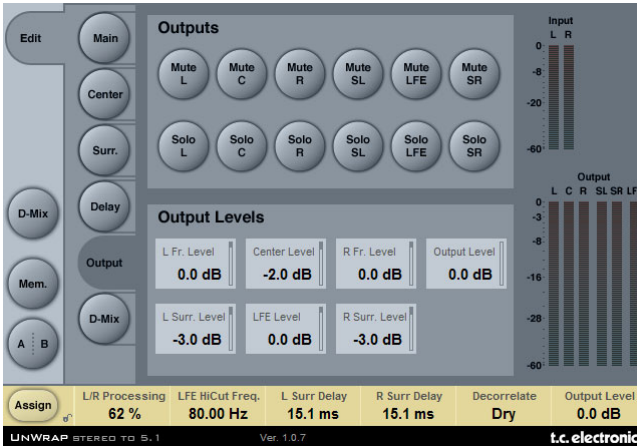 Edit
Main
Outputs
Input
L R
Mute L
Mute C
Mute R
Mute SL
Mute LFE
Mute SR
0
-8
-20
-60
Center
Solo L
Solo C
Solo R
Solo SL
Solo LFE
Solo SR
Surr.
Output
L C R SL SR LF
D-Mix
Delay
Output Levels
0
-3
-8
-16
-28
-60
L Fr. Level
0.0 dB
Center Level
-2.0 dB
R Fr. Level
0.0 dB
Output Level
0.0 dB
Output
Mem.
L Surr. Level
-3.0 dB
LFE Level
0.0 dB
R Surr. Level
-3.0 dB
D-Mix
A B
Assign
L/R Processing
62 %
LFE HiCut Freq.
80.00 Hz
L Surr Delay
15.1 ms
R Surr Delay
15.1 ms
Decorrelate
Dry
Output Level
0.0 dB
UNWRAP STEREO TO 5.1
Ver. 1.0.7
t.c. electronic